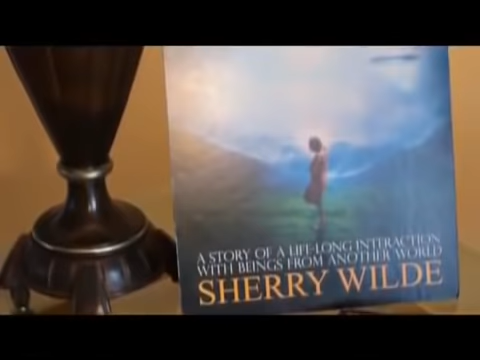 A STORY OF A LIFE-LONG INTERACTION
WITH BEINGS FROM ANOTHER WORLD
SHERRY WILDE